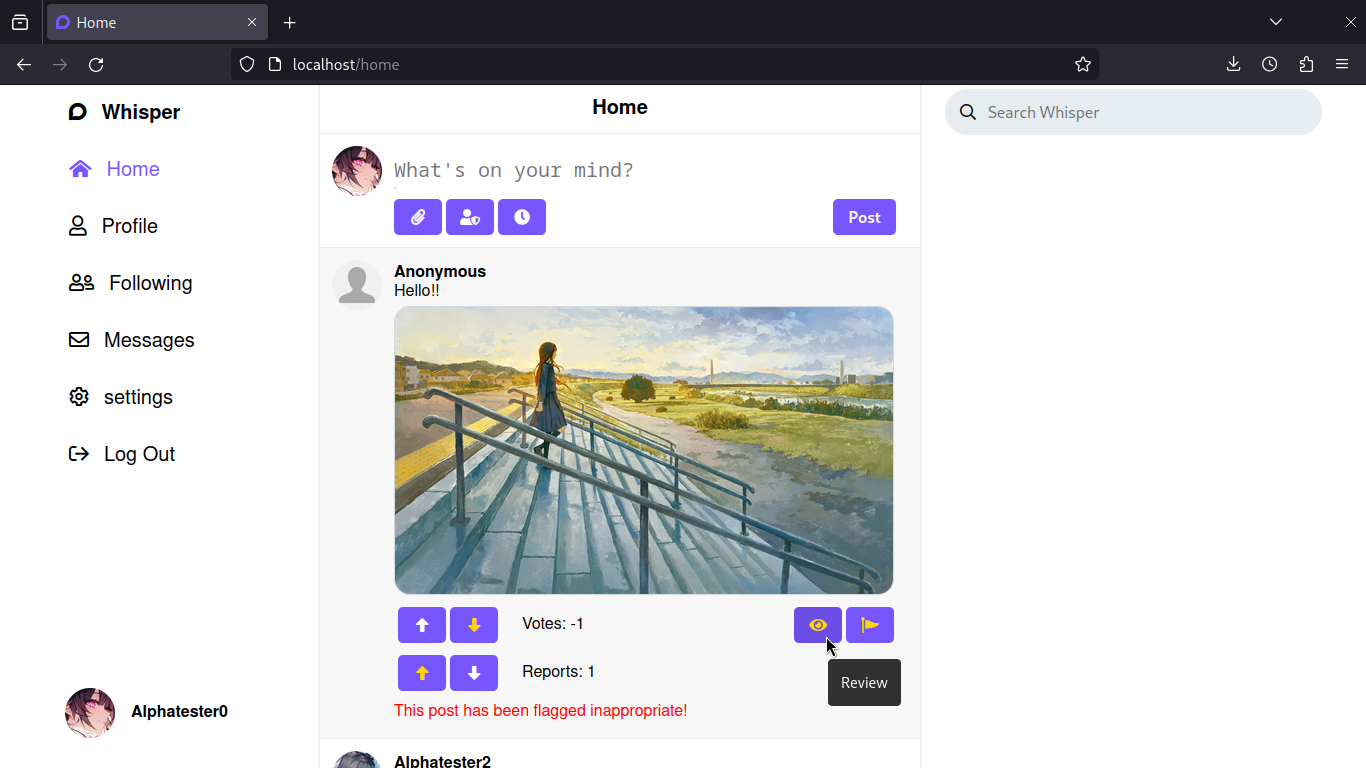 Home
localhost/home
Whisper
Home
Profile
Following
Messages
settings
Log Out
Alphatester0
Home
What's on your mind?
Post
Anonymous
Hello!!
Votes: -1
Reports: 1
Review
This post has been flagged inappropriate!
Alphatester2
Search Whisper